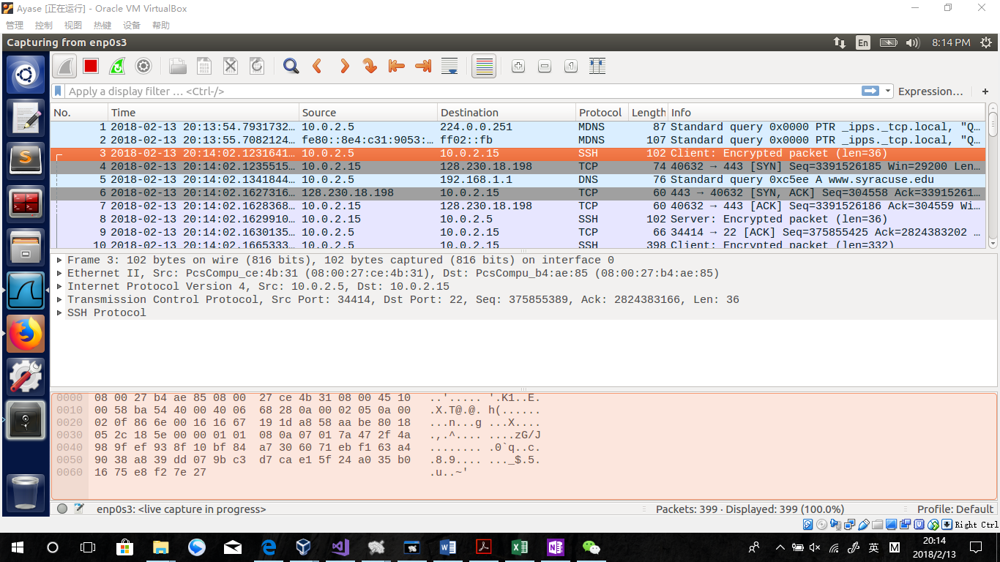 Ayase [正在运行] - Oracle VM VirtualBox
管理 控制 视图 热键 设备 帮助
Capturing from enp0s3 En 8:14 PM
Apply a display filter … <Ctrl-/> Expression… +
No. Time Source Destination Protocol Length Info
1 2018-02-13 20:13:54.7931732… 10.0.2.5 224.0.0.251 MDNS 87 Standard query 0x0000 PTR _ipps._tcp.local, "Q…
2 2018-02-13 20:13:55.7082124… fe80::8e4:c31:9053:… ff02::fb MDNS 107 Standard query 0x0000 PTR _ipps._tcp.local, "Q…
3 2018-02-13 20:14:02.1231641… 10.0.2.5 10.0.2.15 SSH 102 Client: Encrypted packet (len=36)
4 2018-02-13 20:14:02.1235515… 10.0.2.15 128.230.18.198 TCP 74 40632 → 443 [SYN] Seq=3391526185 Win=29200 Len…
5 2018-02-13 20:14:02.1341844… 10.0.2.5 192.168.1.1 DNS 76 Standard query 0xc5ee A www.syracuse.edu
6 2018-02-13 20:14:02.1627316… 128.230.18.198 10.0.2.15 TCP 60 443 → 40632 [SYN, ACK] Seq=304558 Ack=33915261…
7 2018-02-13 20:14:02.1628368… 10.0.2.15 128.230.18.198 TCP 60 40632 → 443 [ACK] Seq=3391526186 Ack=304559 Wi…
8 2018-02-13 20:14:02.1629910… 10.0.2.15 10.0.2.5 SSH 102 Server: Encrypted packet (len=36)
9 2018-02-13 20:14:02.1630135… 10.0.2.5 10.0.2.15 TCP 66 34414 → 22 [ACK] Seq=375855425 Ack=2824383202 …
10 2018-02-13 20:14:02.1665333… 10.0.2.5 10.0.2.15 SSH 398 Client: Encrypted packet (len=332)
Frame 3: 102 bytes on wire (816 bits), 102 bytes captured (816 bits) on interface 0
Ethernet II, Src: PcsCompu_ce:4b:31 (08:00:27:ce:4b:31), Dst: PcsCompu_b4:ae:85 (08:00:27:b4:ae:85)
Internet Protocol Version 4, Src: 10.0.2.5, Dst: 10.0.2.15
Transmission Control Protocol, Src Port: 34414, Dst Port: 22, Seq: 375855389, Ack: 2824383166, Len: 36
SSH Protocol
0000 08 00 27 b4 ae 85 08 00 27 ce 4b 31 08 00 45 10 ..'..... '.K1..E.
0010 00 58 ba 54 40 00 40 06 68 28 0a 00 02 05 0a 00 .X.T@.@. h(......
0020 02 0f 86 6e 00 16 16 67 19 1d a8 58 aa be 80 18 ...n...g ...X....
0030 05 2c 18 5e 00 00 01 01 08 0a 07 01 7a 47 2f 4a .,.^.... ....zG/J
0040 98 9f ef 93 8f 10 bf 84 a7 30 60 71 eb f1 63 a4 ........ .0`q..c.
0050 90 38 a8 39 dd 07 9b c3 d7 ca e1 5f 24 a0 35 b0 .8.9.... ..._$.5.
0060 16 75 e8 f2 7e 27 .u..~'
enp0s3: <live capture in progress> Packets: 399 · Displayed: 399 (100.0%) Profile: Default
Right Ctrl
英 M 20:14
2018/2/13